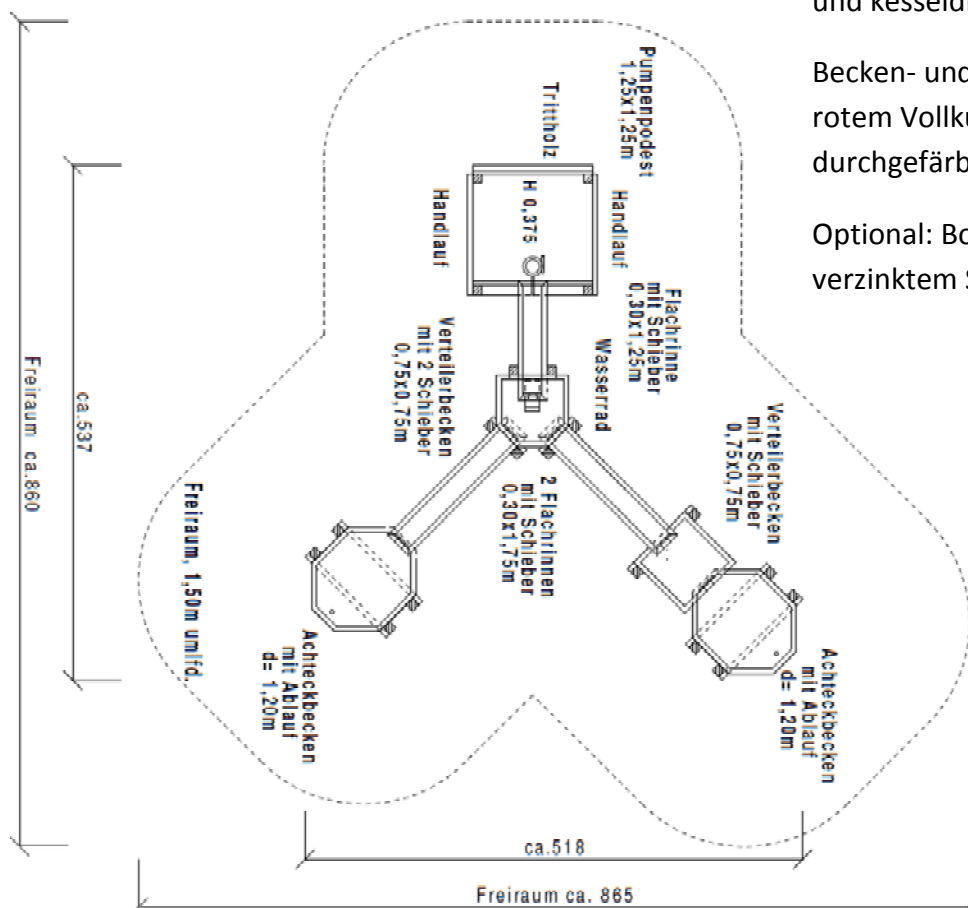 und kesseld
Becken- und
rotem Vollku
durchgefärb
Optional: Bo
verzinktem S
Pumpenpodest
1,25x1,25m
Trittholz
Handlauf
H 0,375
Handlauf
Flachrinne
mit Schieber
0,30x1,25m
Wasserrad
Verteilerbecken
mit 2 Schieber
0,75x0,75m
Verteilerbecken
mit Schieber
0,75x0,75m
2 Flachrinnen
mit Schieber
0,30x1,75m
Freiraum, 1,50m umlfd.
Achteckbecken
mit Ablauf
d= 1,20m
Achteckbecken
mit Ablauf
d= 1,20m
ca.537
Freiraum ca.860
ca.518
Freiraum ca. 865